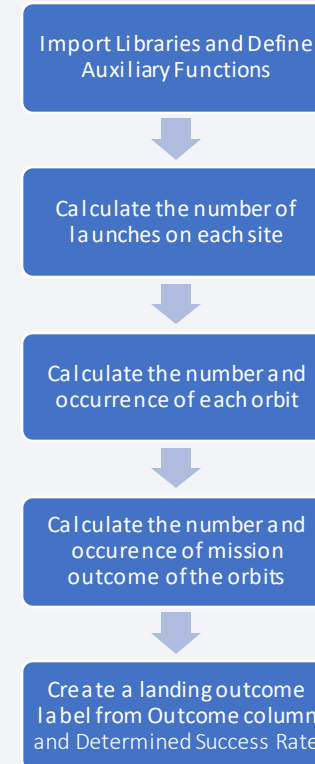 Import Libraries and Define
Auxiliary Functions
Calculate the number of
launches on each site
Calculate the number and
occurrence of each orbit
Calculate the number and
occurence of mission
outcome of the orbits
Create a landing outcome
label from Outcome column
and Determined Success Rate